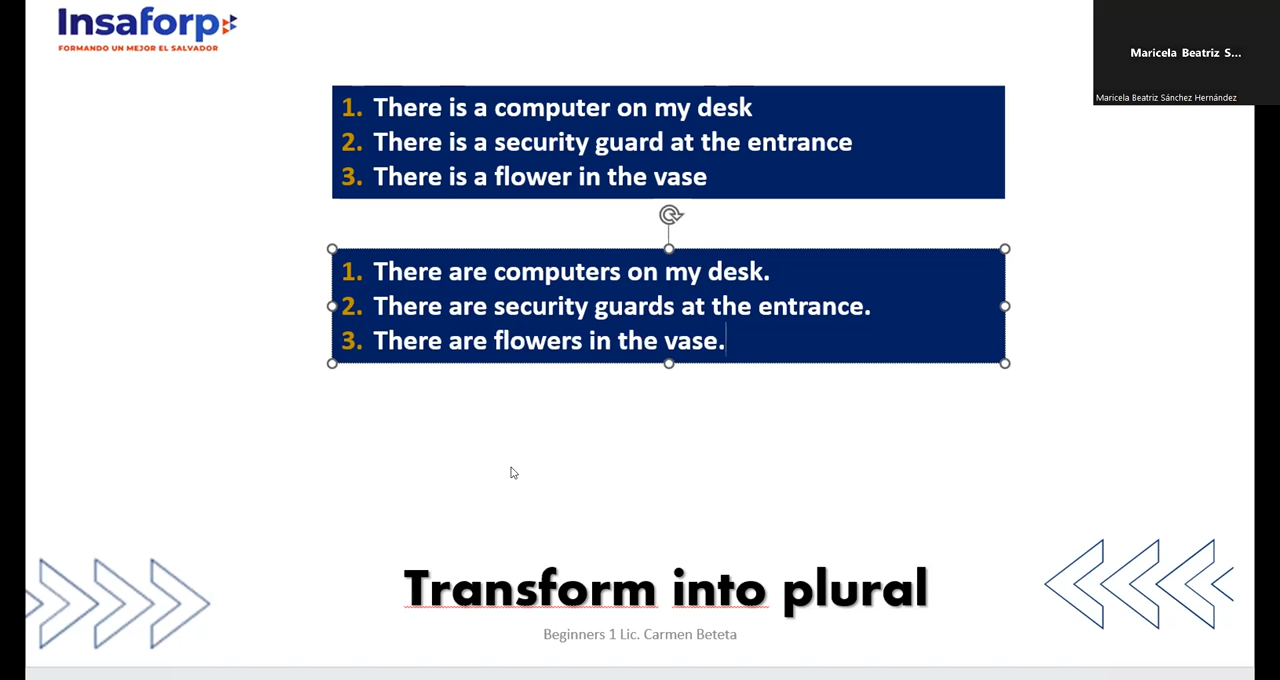 Insaforp
FORMANDO UN MEJOR EL SALVADOR
Maricela Beatriz S...
Maricela Beatriz Sánchez Hernández
1. There is a computer on my desk
2. There is a security guard at the entrance
3. There is a flower in the vase
1. There are computers on my desk.
2. There are security guards at the entrance.
3. There are flowers in the vase.
Transform into plural
Beginners 1 Lic. Carmen Beteta